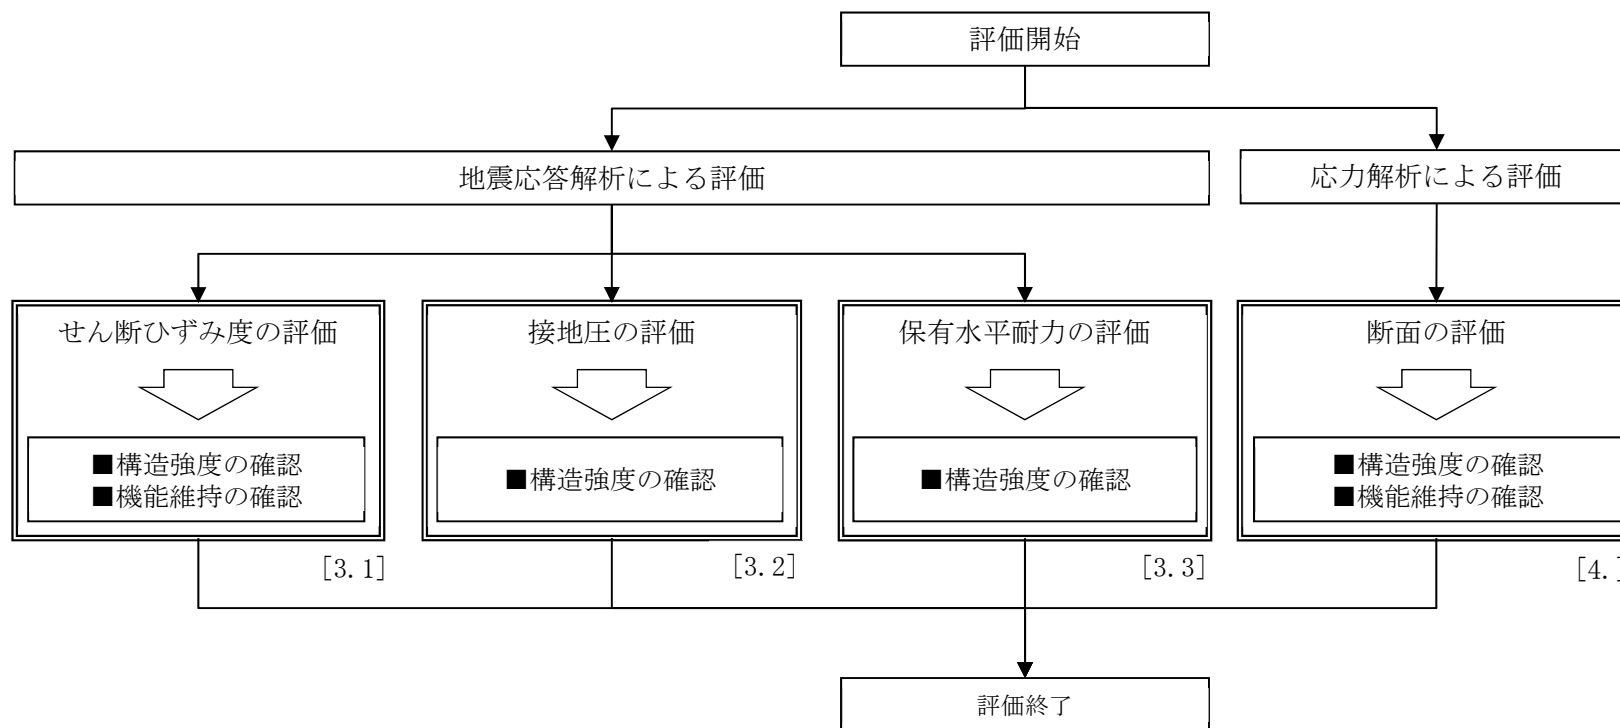 評価開始
地震応答解析による評価
応力解析による評価
せん断ひずみ度の評価
■構造強度の確認
■機能維持の確認
[3.1]
接地圧の評価
■構造強度の確認
[3.2]
保有水平耐力の評価
■構造強度の確認
[3.3]
断面の評価
■構造強度の確認
■機能維持の確認
[4.]
評価終了